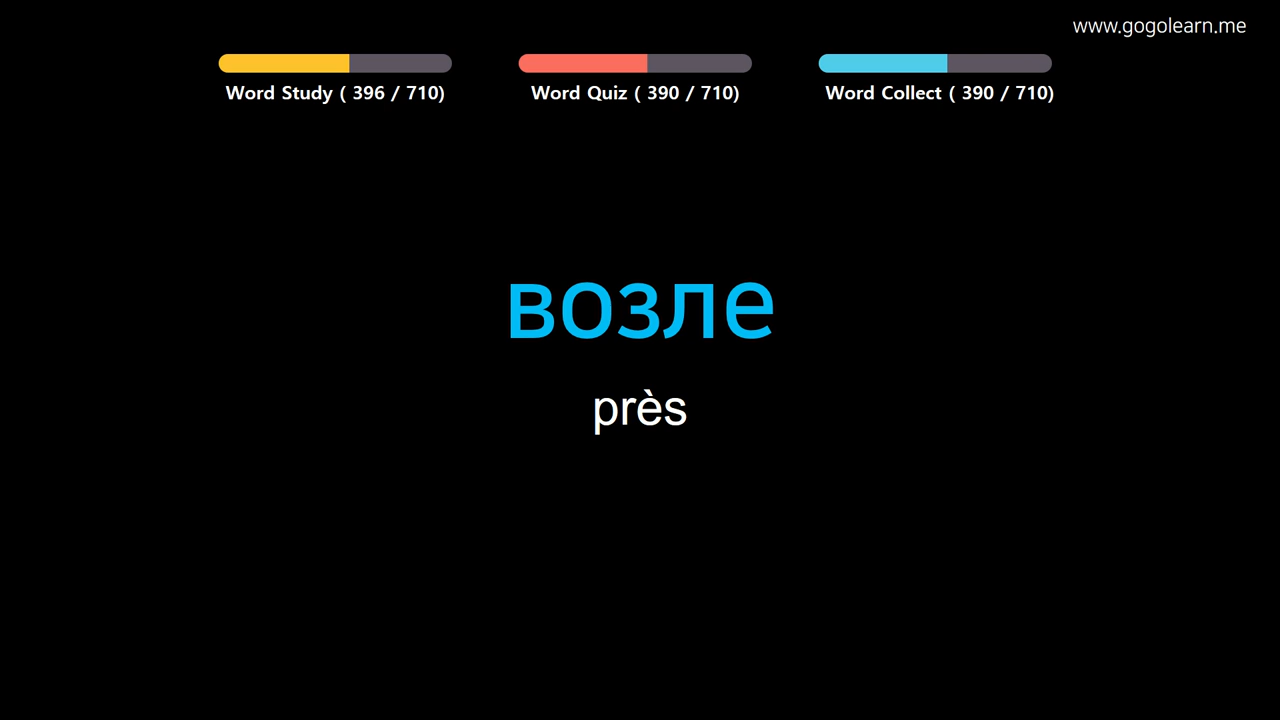 www.gogolearn.me
Word Study ( 396 / 710)
Word Quiz ( 390 / 710)
Word Collect ( 390 / 710)
возле
près